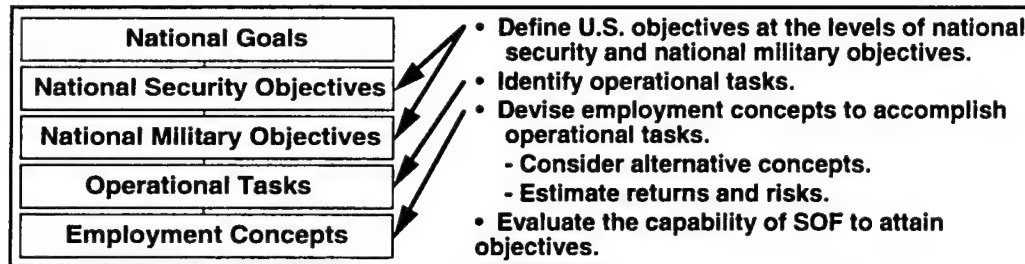 National Goals
National Security Objectives
National Military Objectives
Operational Tasks
Employment Concepts
• Define U.S. objectives at the levels of national
security and national military objectives.
• Identify operational tasks.
• Devise employment concepts to accomplish
operational tasks.
- Consider alternative concepts.
- Estimate returns and risks.
• Evaluate the capability of SOF to attain
objectives.